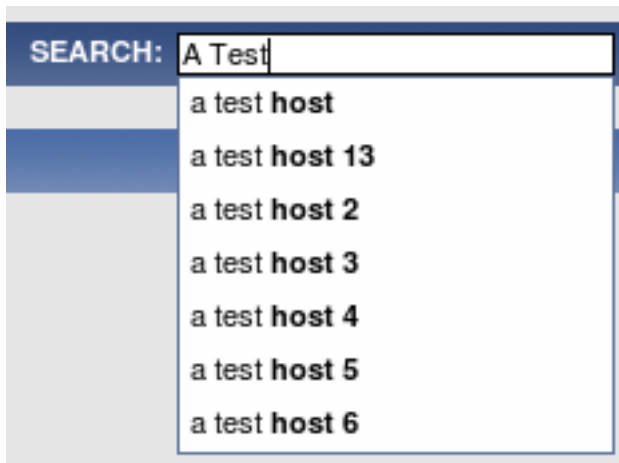 SEARCH: A Test
a test host
a test host 13
a test host 2
a test host 3
a test host 4
a test host 5
a test host 6